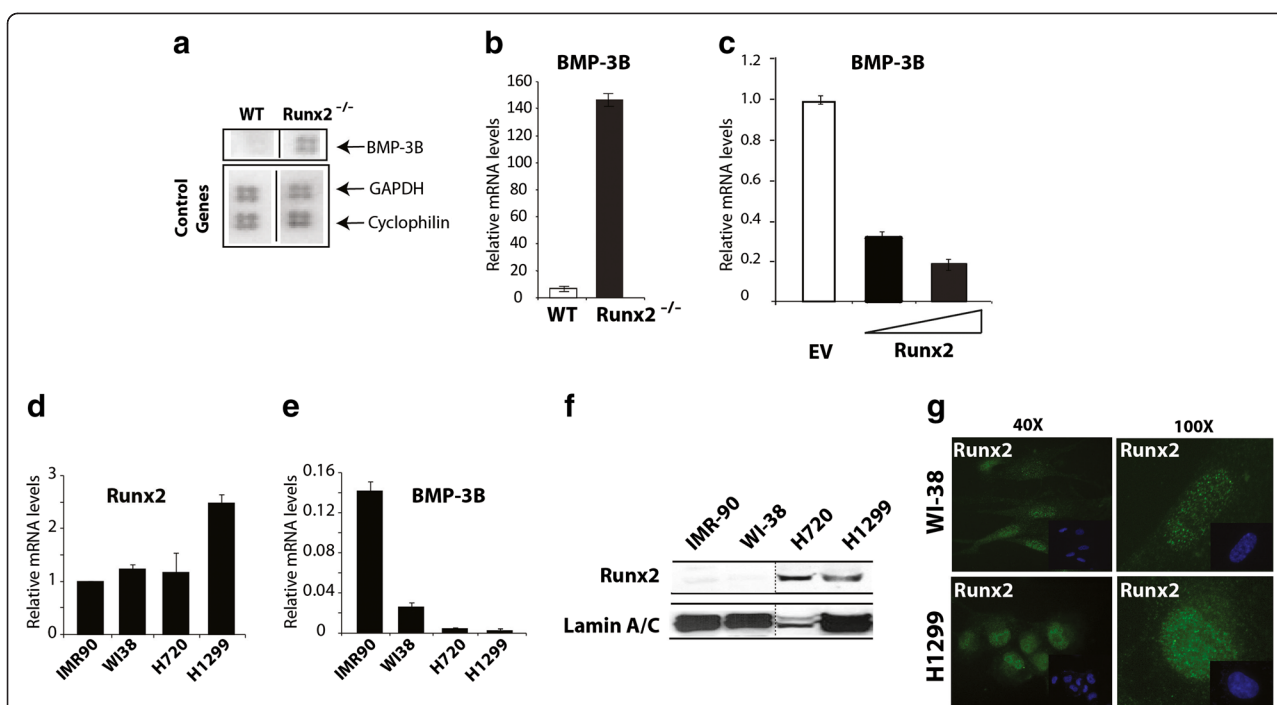 a
WT Runx2 -/-
BMP-3B
GAPDH
Cyclophilin
Control Genes
b
BMP-3B
Relative mRNA levels
160
140
120
100
80
60
40
20
0
WT Runx2 -/-
c
BMP-3B
Relative mRNA levels
1.2
1.0
0.8
0.6
0.4
0.2
0
EV Runx2
d
Runx2
Relative mRNA levels
3
2
1
0
IMR90 WI38 H720 H1299
e
BMP-3B
Relative mRNA levels
0.16
0.12
0.08
0.04
0
IMR90 WI38 H720 H1299
f
IMR-90 WI-38 H720 H1299
Runx2
Lamin A/C
g
40X 100X
WI-38
Runx2 Runx2
H1299
Runx2 Runx2